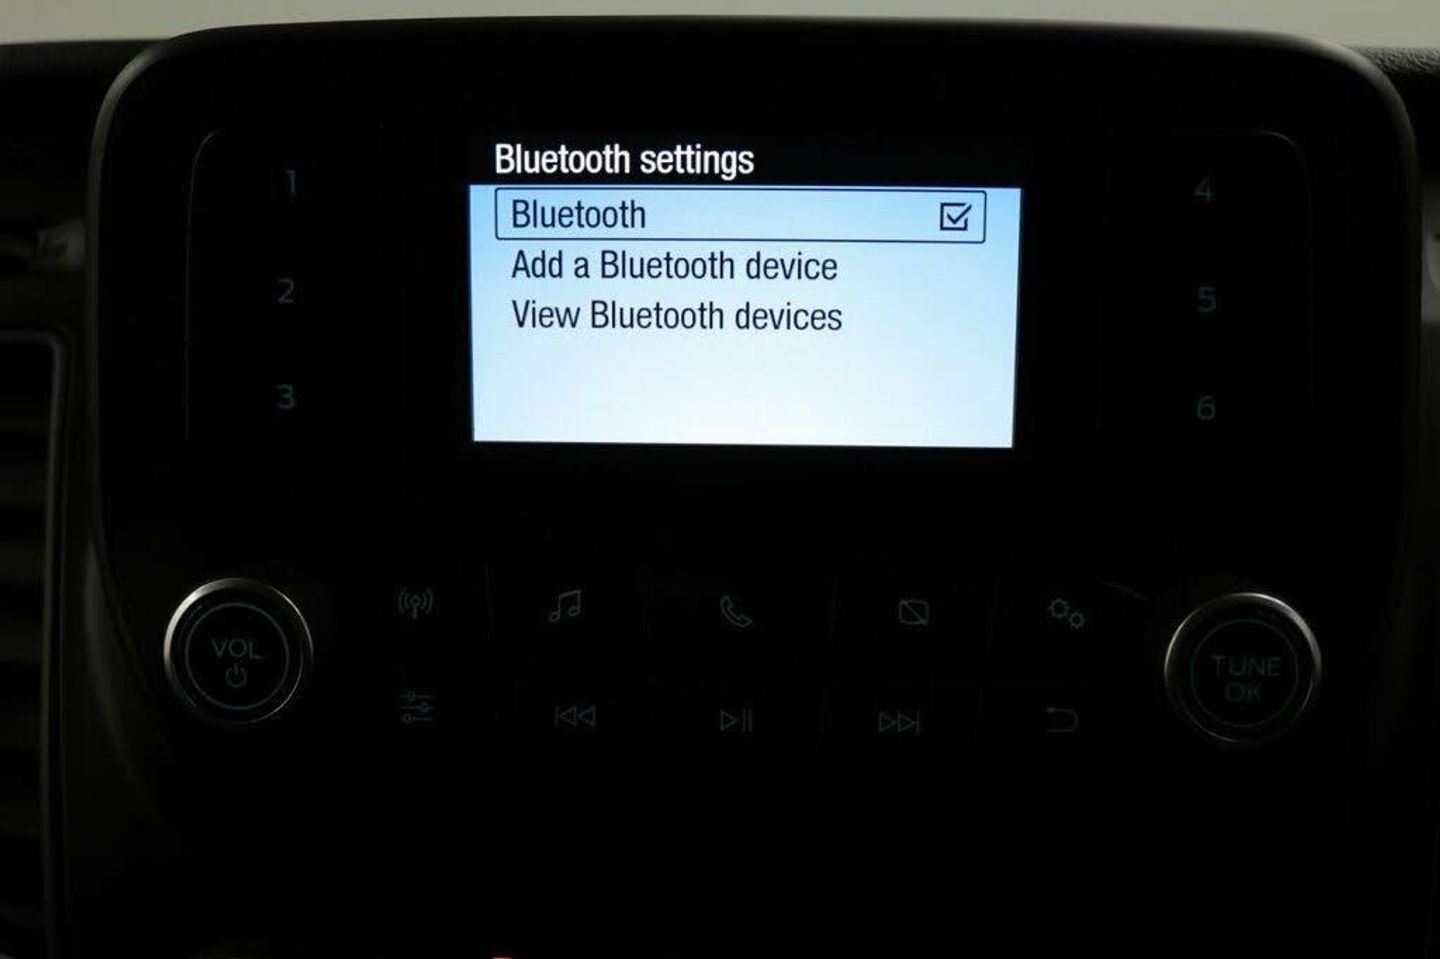 Bluetooth settings
Bluetooth
Add a Bluetooth device
View Bluetooth devices
1
2
3
4
5
6
VOL
TUNE
OK